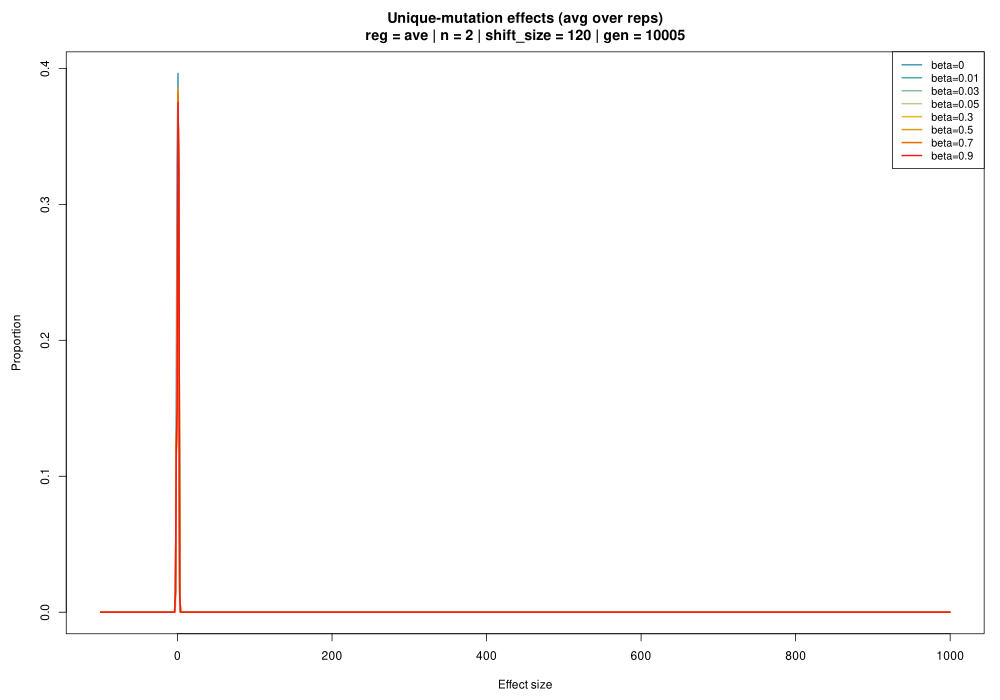 Unique-mutation effects (avg over reps)
reg = ave | n = 2 | shift_size = 120 | gen = 10005
beta=0
beta=0.01
beta=0.03
beta=0.05
beta=0.3
beta=0.5
beta=0.7
beta=0.9
Proportion
0.4
0.3
0.2
0.1
0.0
0
200
400
600
800
1000
Effect size